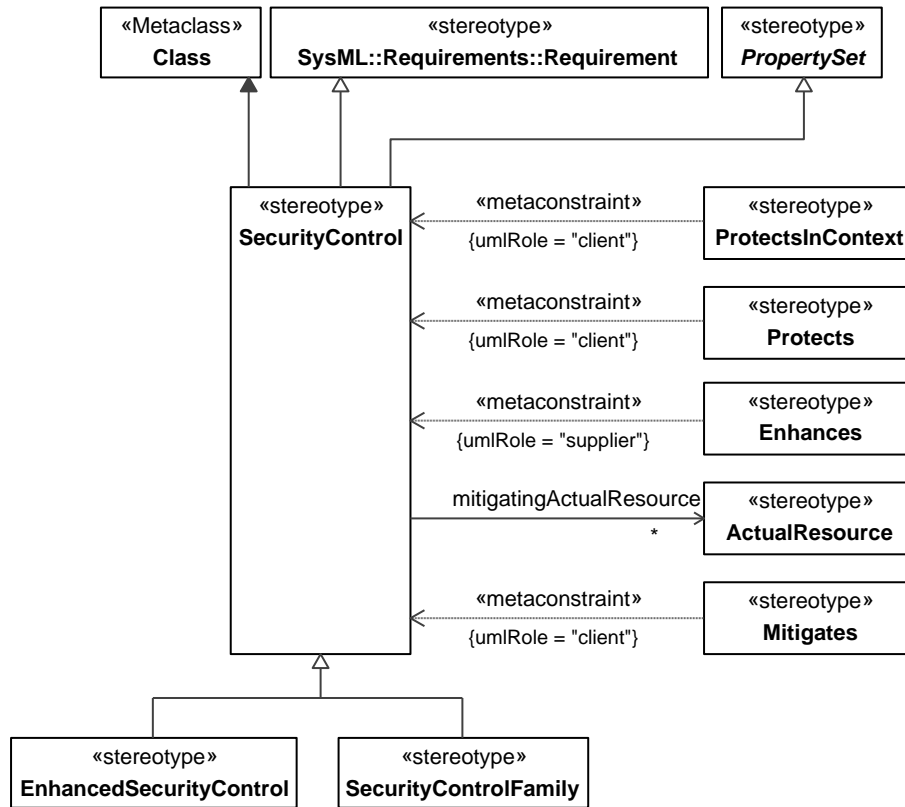 «Metaclass»
Class
«stereotype»
SysML::Requirements::Requirement
«stereotype»
PropertySet
«stereotype»
SecurityControl
«metaconstraint»
{umlRole = "client"}
«stereotype»
ProtectsInContext
«metaconstraint»
{umlRole = "client"}
«stereotype»
Protects
«metaconstraint»
{umlRole = "supplier"}
«stereotype»
Enhances
mitigatingActualResource
*
«stereotype»
ActualResource
«metaconstraint»
{umlRole = "client"}
«stereotype»
Mitigates
«stereotype»
EnhancedSecurityControl
«stereotype»
SecurityControlFamily